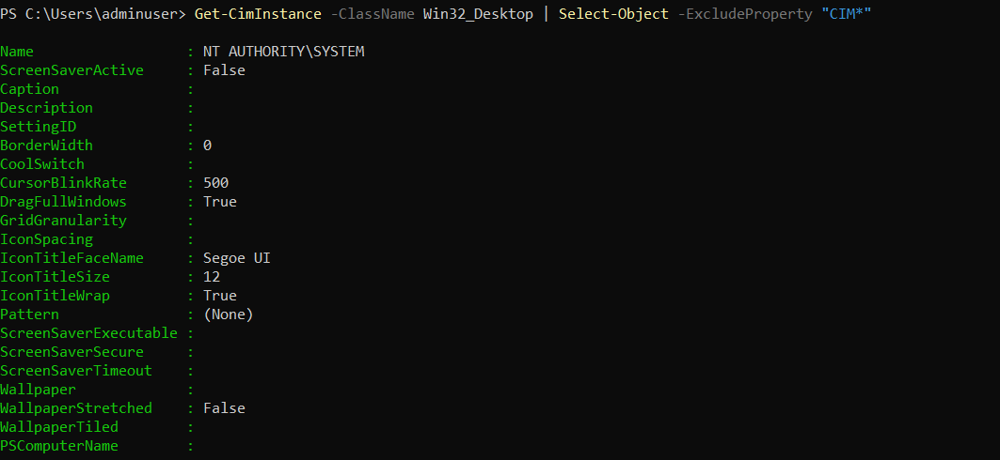 PS C:\Users\adminuser> Get-CimInstance -ClassName Win32_Desktop | Select-Object -ExcludeProperty "CIM*"
Name                  : NT AUTHORITY\SYSTEM
ScreenSaverActive     : False
Caption               :
Description           :
SettingID             :
BorderWidth           : 0
CoolSwitch            :
CursorBlinkRate       : 500
DragFullWindows       : True
GridGranularity       :
IconSpacing           :
IconTitleFaceName     : Segoe UI
IconTitleSize         : 12
IconTitleWrap         : True
Pattern               : (None)
ScreenSaverExecutable :
ScreenSaverSecure     :
ScreenSaverTimeout    :
Wallpaper             :
WallpaperStretched    : False
WallpaperTiled        :
PSComputerName        :